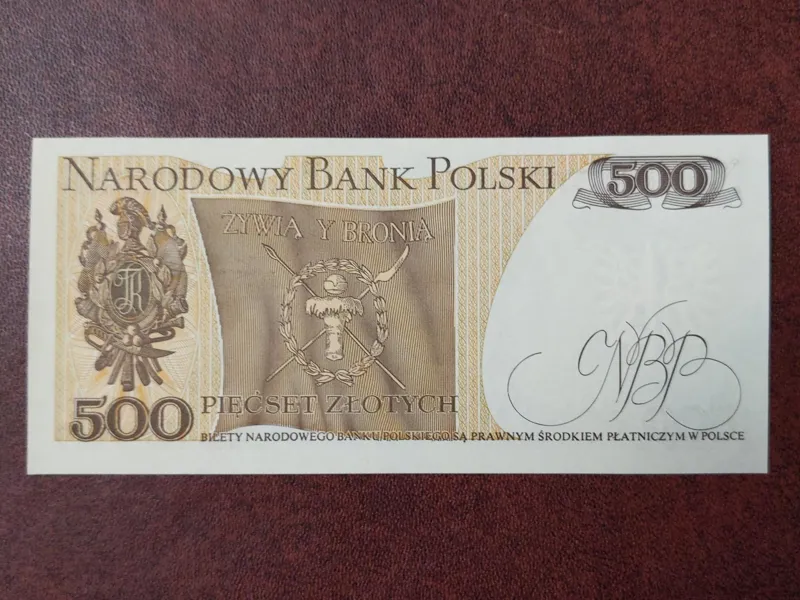 NARODOWY BANK POLSKI
500
ŻYWIĄ Y BRONIĄ
TK
NBP
500
PIĘĆSET ZŁOTYCH
BILETY NARODOWEGO BANKU POLSKIEGO SĄ PRAWNYM ŚRODKIEM PŁATNICZYM W POLSCE